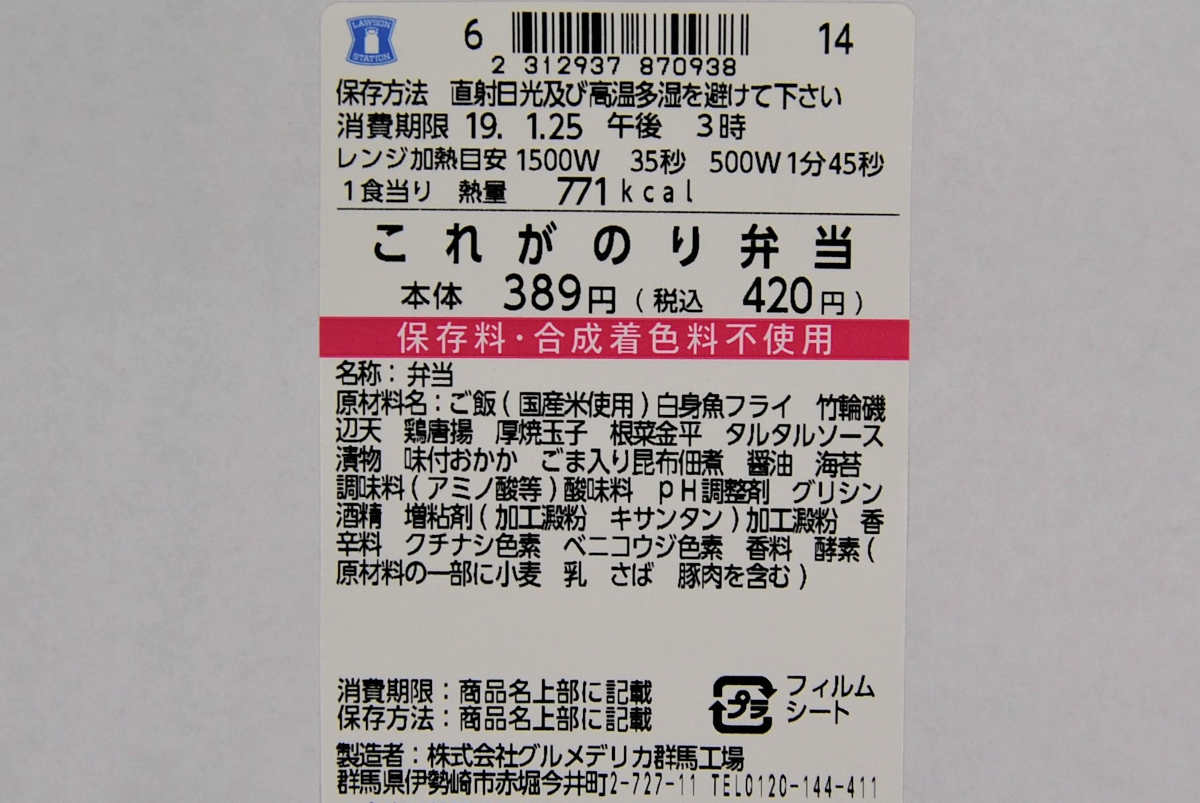 LAWSON
STATION
6 14
2 312937 870938
保存方法 直射日光及び高温多湿を避けて下さい
消費期限 19. 1.25 午後 3時
レンジ加熱目安 1500W 35秒 500W1分45秒
1食当り 熱量 771kcal
これがのり弁当
本体 389円(税込 420円)
保存料・合成着色料不使用
名称：弁当
原材料名：ご飯(国産米使用)白身魚フライ 竹輪磯
辺天 鶏唐揚 厚焼玉子 根菜金平 タルタルソース
漬物 味付おかか ごま入り昆布佃煮 醤油 海苔
調味料(アミノ酸等)酸味料 pH調整剤 グリシン
酒精 増粘剤(加工澱粉 キサンタン)加工澱粉 香
辛料 クチナシ色素 ベニコウジ色素 香料 酵素(
原材料の一部に小麦 乳 さば 豚肉を含む)
消費期限：商品名上部に記載
保存方法：商品名上部に記載
プラ
フィルム
シート
製造者：株式会社グルメデリカ群馬工場
群馬県伊勢崎市赤堀今井町2-727-11 TEL0120-144-411